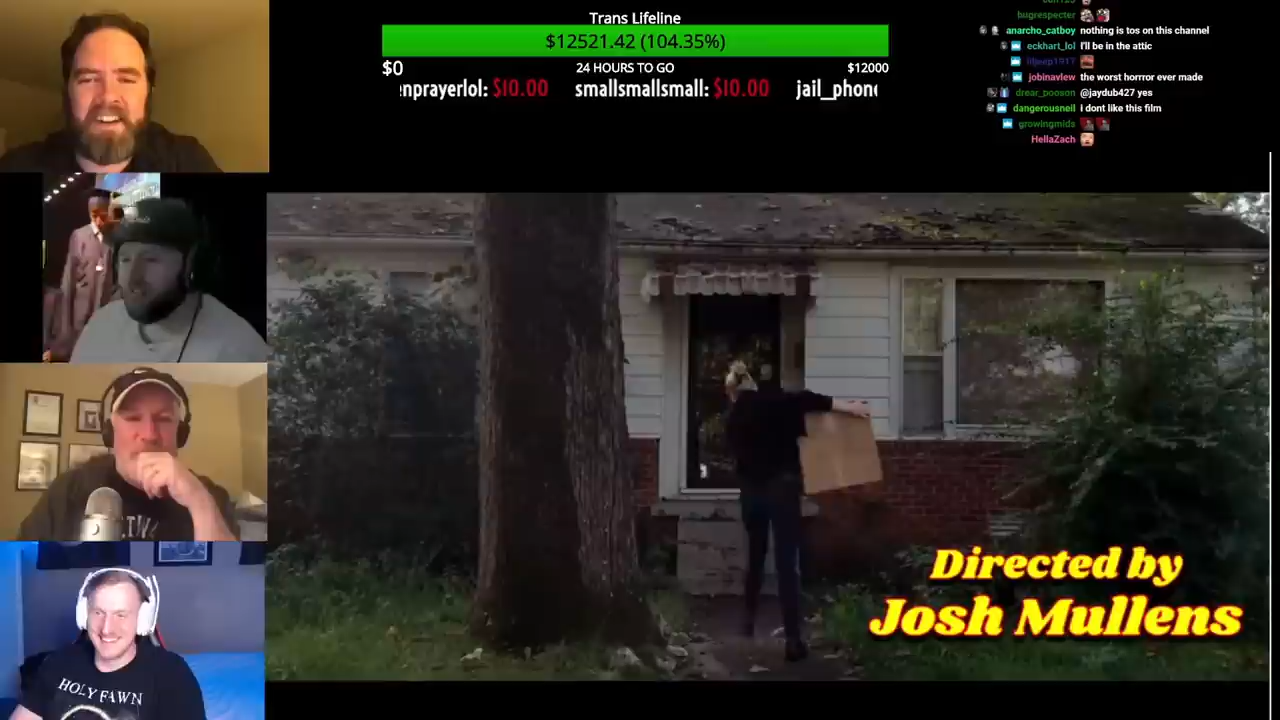 Trans Lifeline
$12521.42 (104.35%)
$0
24 HOURS TO GO
$12000
enprayerlol: $10.00
smallsmallsmall: $10.00
jail_phon
bugrespecter
anarcho_catboy nothing is tos on this channel
eckhart_lol I'll be in the attic
jobinavlew the worst horrror ever made
drear_pooson @jaydub427 yes
dangerousneil i dont like this film
growingmids
HellaZach
HOLY FAWN
Directed by
Josh Mullens